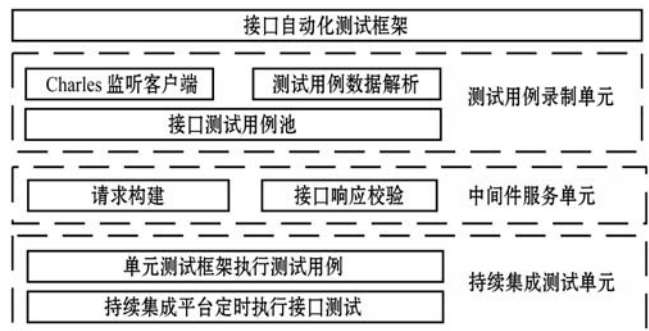 接口自动化测试框架
Charles 监听客户端
测试用例数据解析
接口测试用例池
测试用例录制单元
请求构建
接口响应校验
中间件服务单元
单元测试框架执行测试用例
持续集成平台定时执行接口测试
持续集成测试单元